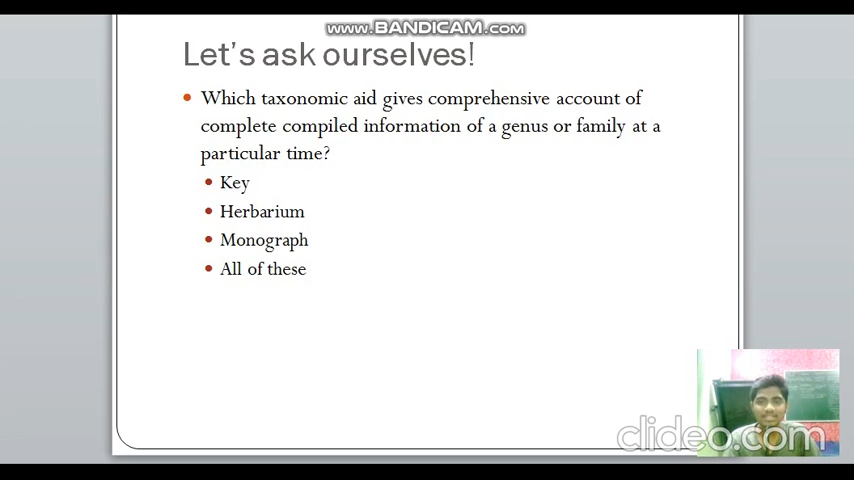 www.BANDICAM.com
Let's ask ourselves!
Which taxonomic aid gives comprehensive account of
complete compiled information of a genus or family at a
particular time?
Key
Herbarium
Monograph
All of these
clideo.com